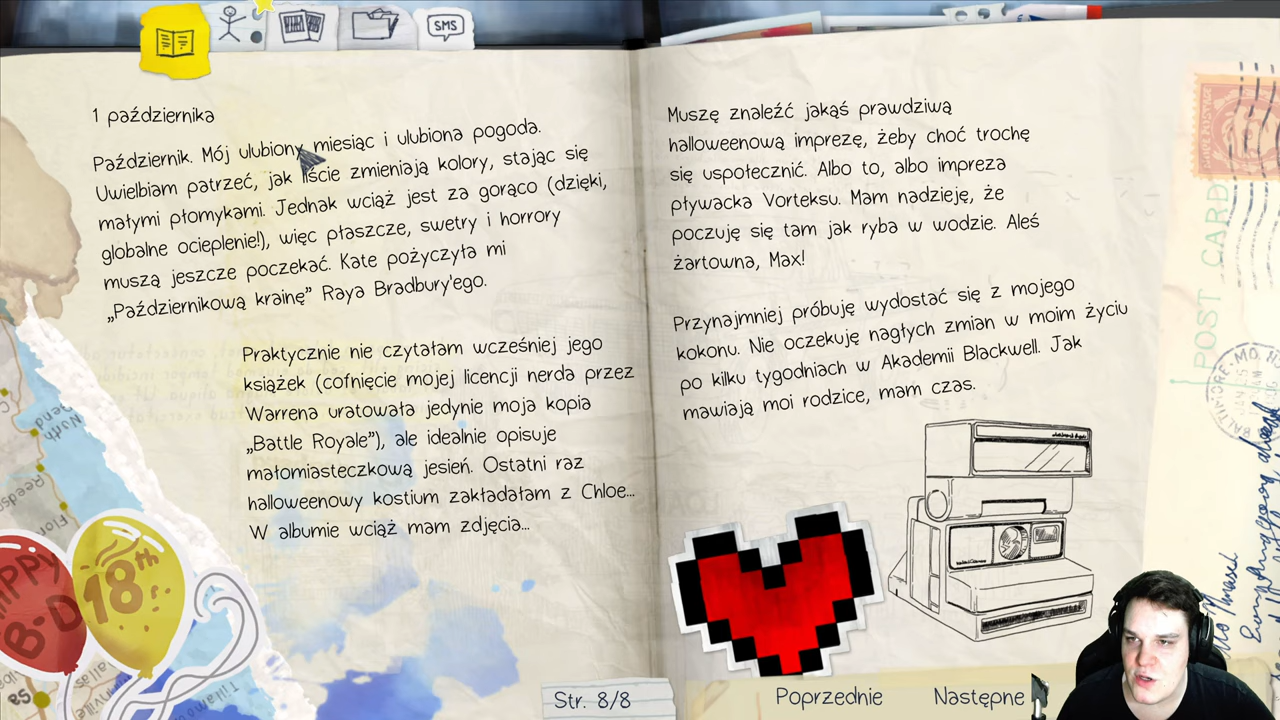 SMS
1 października
Październik. Mój ulubiony miesiąc i ulubiona pogoda.
Uwielbiam patrzeć, jak liście zmieniają kolory, stając się
małymi płomykami. Jednak wciąż jest za gorąco (dzięki,
globalne ocieplenie!), więc płaszcze, swetry i horrory
muszą jeszcze poczekać. Kate pożyczyła mi
„Październikową krainę” Raya Bradbury'ego.
Praktycznie nie czytałam wcześniej jego
książek (cofnięcie mojej licencji nerda przez
Warrena uratowała jedynie moja kopia
„Battle Royale”), ale idealnie opisuje
małomiasteczkową jesień. Ostatni raz
halloweenowy kostium zakładałam z Chloe...
W albumie wciąż mam zdjęcia...
18th
B-D
Str. 8/8
Muszę znaleźć jakąś prawdziwą
halloweenową imprezę, żeby choć trochę
się uspołecznić. Albo to, albo impreza
pływacka Vorteksu. Mam nadzieję, że
poczuję się tam jak ryba w wodzie. Aleś
żartowna, Max!
Przynajmniej próbuję wydostać się z mojego
kokonu. Nie oczekuję nagłych zmian w moim życiu
po kilku tygodniach w Akademii Blackwell. Jak
mawiają moi rodzice, mam czas.
Poprzednie
Następne
POST CARD